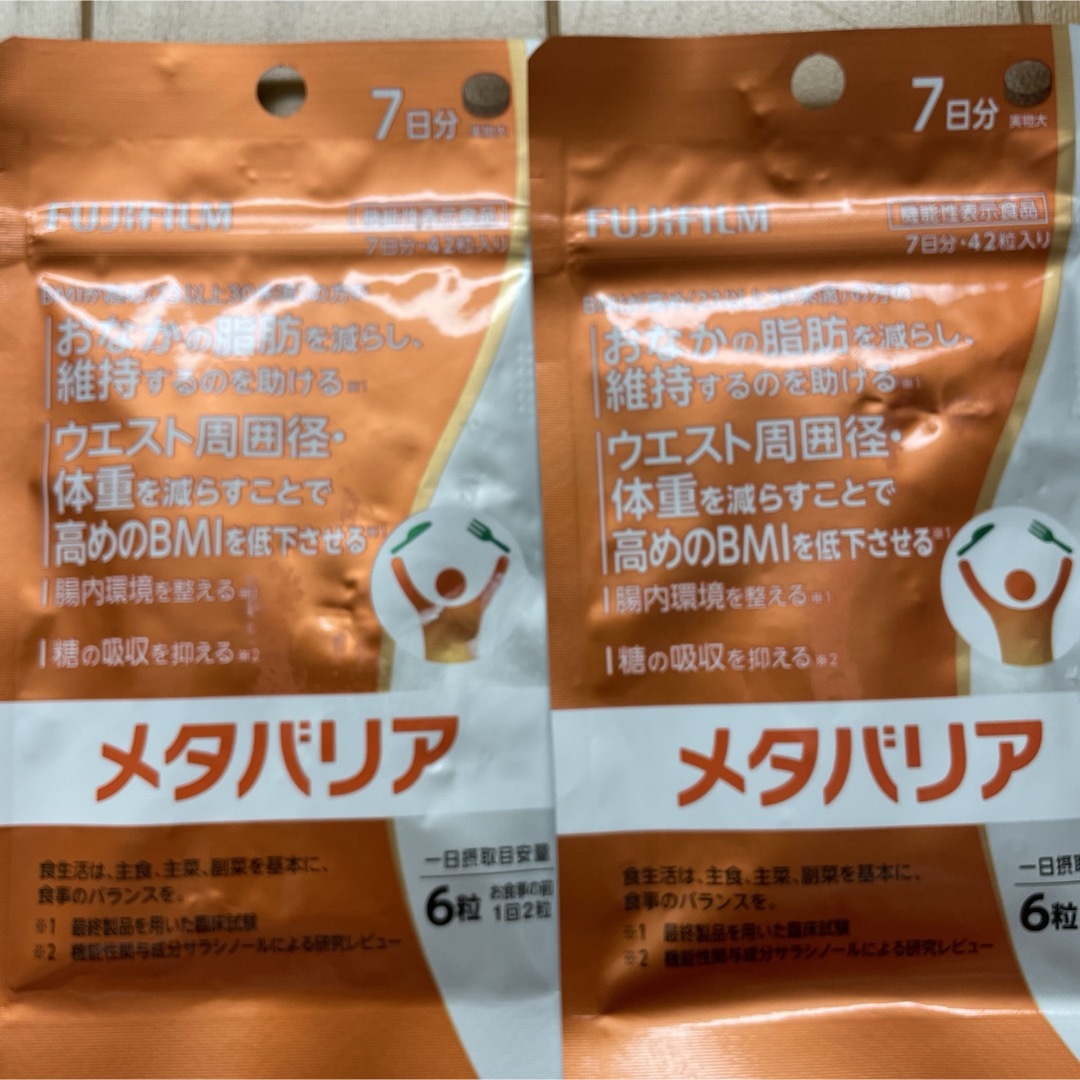 7日分
実物大
FUJIFILM
機能性表示食品
7日分・42粒入り
おなかの脂肪を減らし、
維持するのを助ける※1
ウエスト周囲径・
体重を減らすことで
高めのBMIを低下させる※1
腸内環境を整える※1
糖の吸収を抑える※2
メタバリア
食生活は、主食、主菜、副菜を基本に、
食事のバランスを。
※1 最終製品を用いた臨床試験
※2 機能性関与成分サラシノールによる研究レビュー
一日摂取目安量
6粒
お食事の前
1回2粒
7日分
実物大
FUJIFILM
機能性表示食品
7日分・42粒入り
おなかの脂肪を減らし、
維持するのを助ける※1
ウエスト周囲径・
体重を減らすことで
高めのBMIを低下させる※1
腸内環境を整える※1
糖の吸収を抑える※2
メタバリア
食生活は、主食、主菜、副菜を基本に、
食事のバランスを。
※1 最終製品を用いた臨床試験
※2 機能性関与成分サラシノールによる研究レビュー
一日摂取
6粒